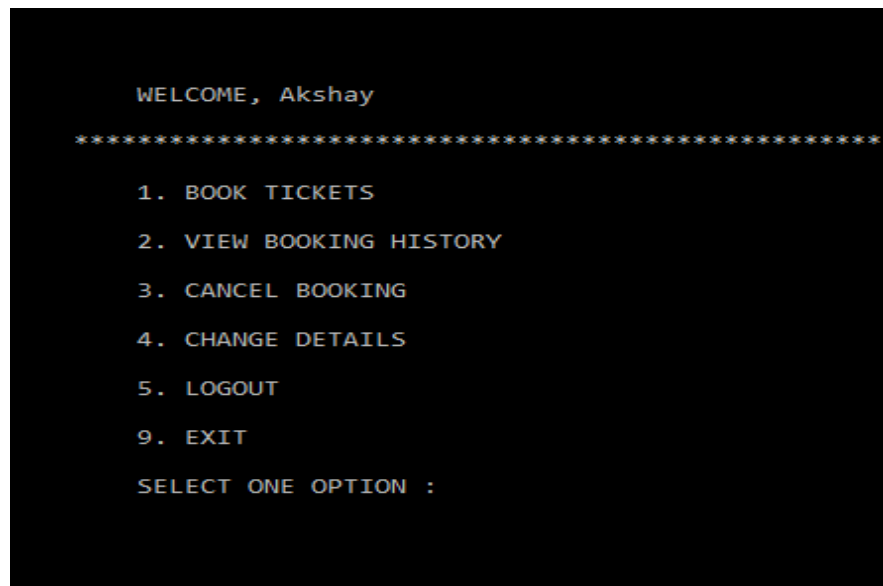 WELCOME, Akshay
***************************************************
1. BOOK TICKETS
2. VIEW BOOKING HISTORY
3. CANCEL BOOKING
4. CHANGE DETAILS
5. LOGOUT
9. EXIT
SELECT ONE OPTION :